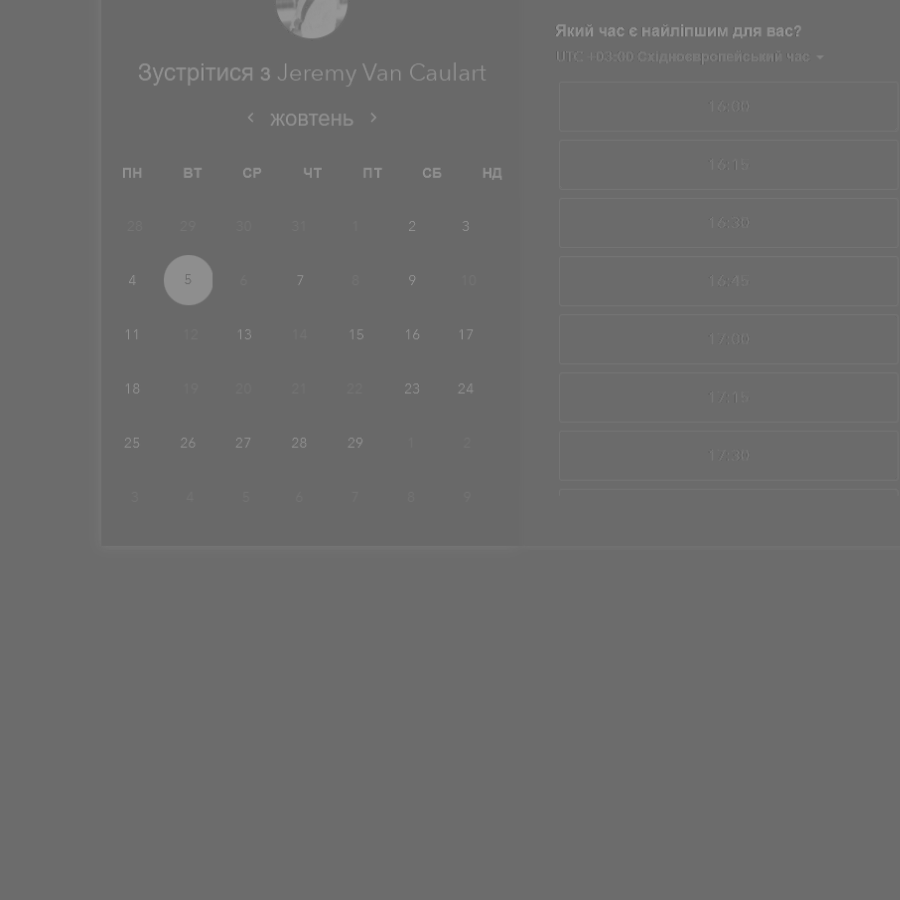 Зустрітися з Jeremy Van Caulart
жовтень
ПН ВТ СР ЧТ ПТ СБ НД
28 29 30 31 1 2 3
4 5 6 7 8 9 10
11 12 13 14 15 16 17
18 19 20 21 22 23 24
25 26 27 28 29 1 2
3 4 5 6 7 8 9
Який час є найліпшим для вас?
UTC +03:00 Східноєвропейський час
16:00
16:15
16:30
16:45
17:00
17:15
17:30